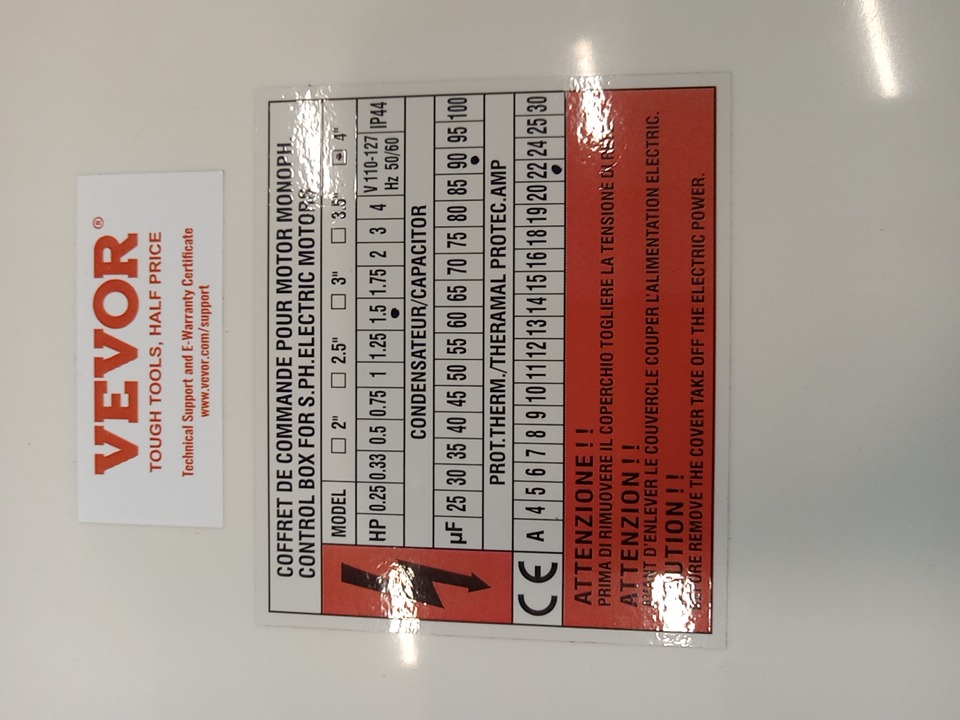 VEVOR®
TOUGH TOOLS, HALF PRICE
Technical Support and E-Warranty Certificate
www.vevor.com/support
COFFRET DE COMMANDE POUR MOTOR MONOPH.
CONTROL BOX FOR S.PH.ELECTRIC MOTORS
MODEL 2" 2.5" 3" 3.5" 4"
HP 0.25 0.33 0.5 0.75 1 1.25 1.5 1.75 2 3 4 V 110-127 Hz 50/60 IP44
CONDENSATEUR/CAPACITOR
µF 25 30 35 40 45 50 55 60 65 70 75 80 85 90 95 100
PROT.THERM./THERAMAL PROTEC.AMP
CE A 4 5 6 7 8 9 10 11 12 13 14 15 16 18 19 20 22 24 25 30
ATTENZIONE!!
PRIMA DI RIMUOVERE IL COPERCHIO TOGLIERE LA TENSIONE DI
ATTENZION!!
AVANT D'ENLEVER LE COUVERCLE COUPER L'ALIMENTATION ELECTRIC.
CAUTION!!
BEFORE REMOVE THE COVER TAKE OFF THE ELECTRIC POWER.